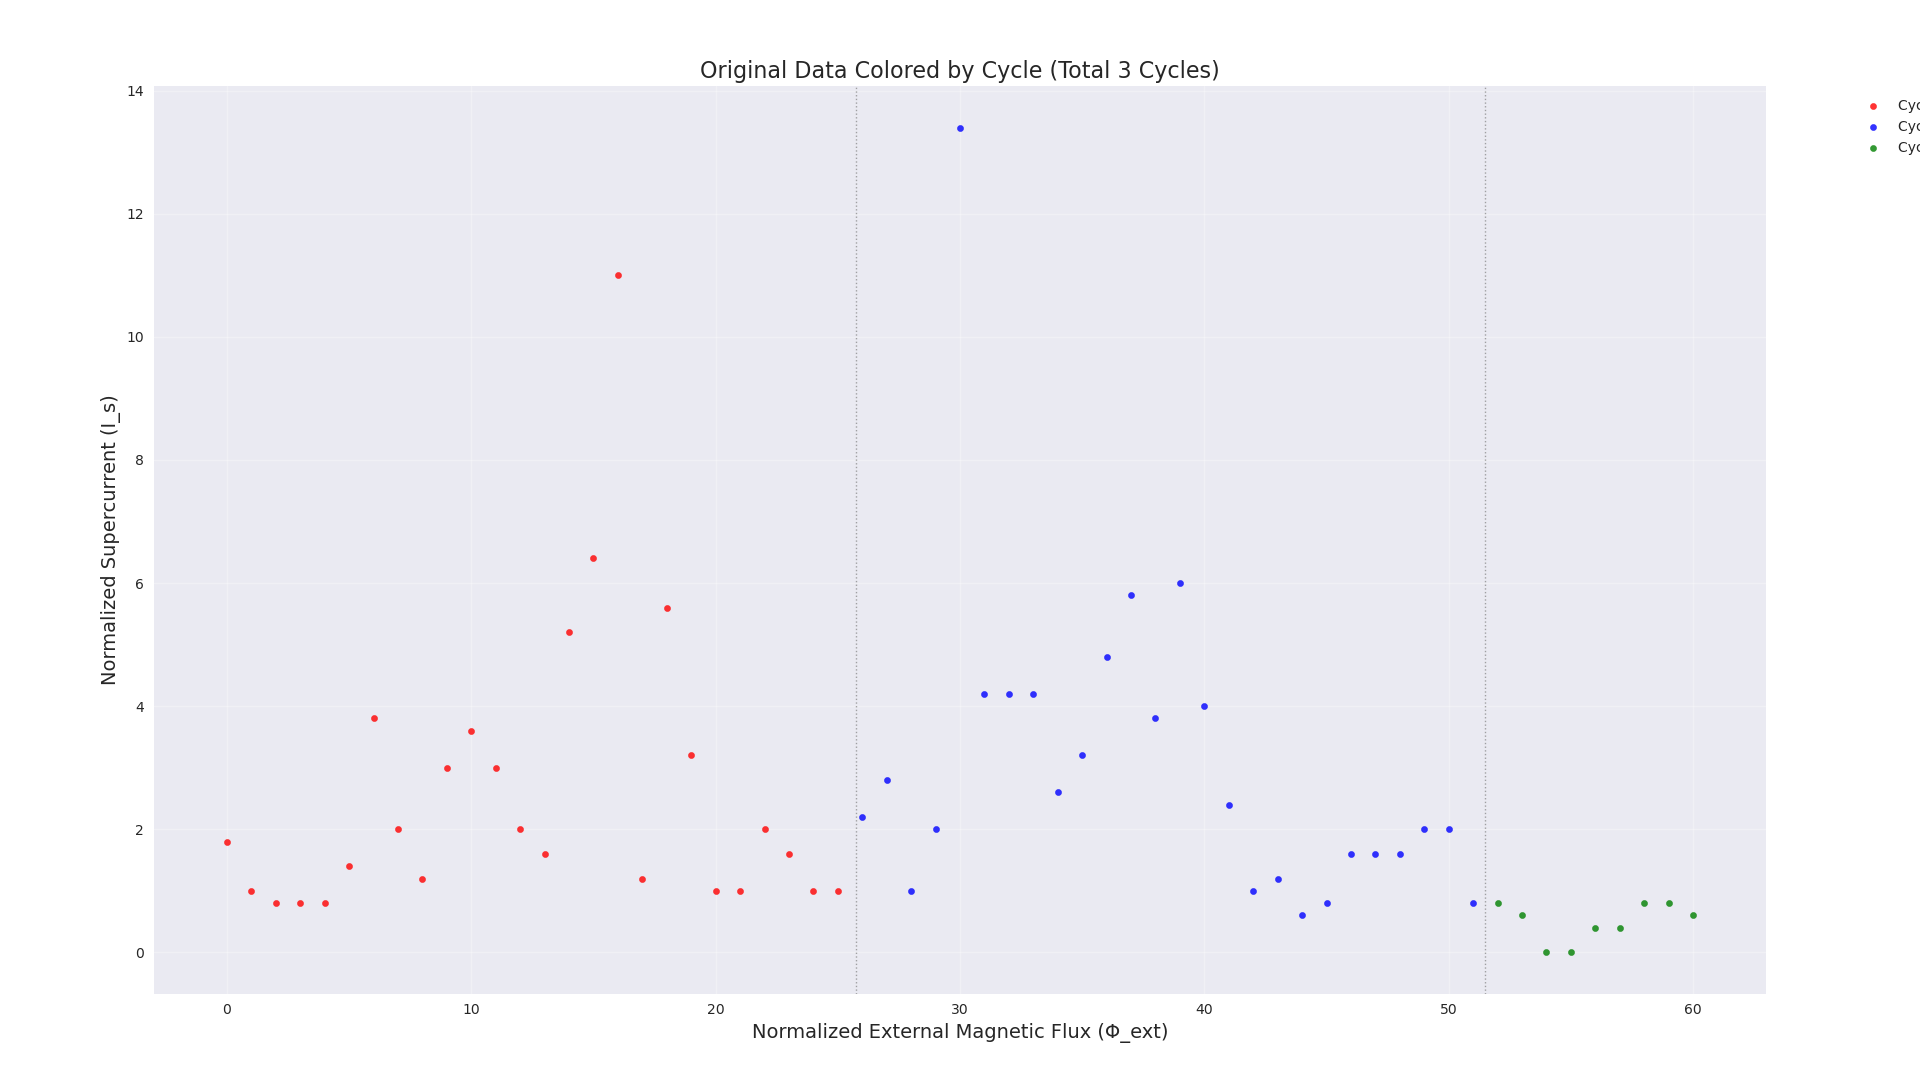 Original Data Colored by Cycle (Total 3 Cycles)
14
12
10
8
6
4
2
0
Normalized Supercurrent (I_s)
0 10 20 30 40 50 60
Normalized External Magnetic Flux (Φ_ext)
Cyc
Cyc
Cyc